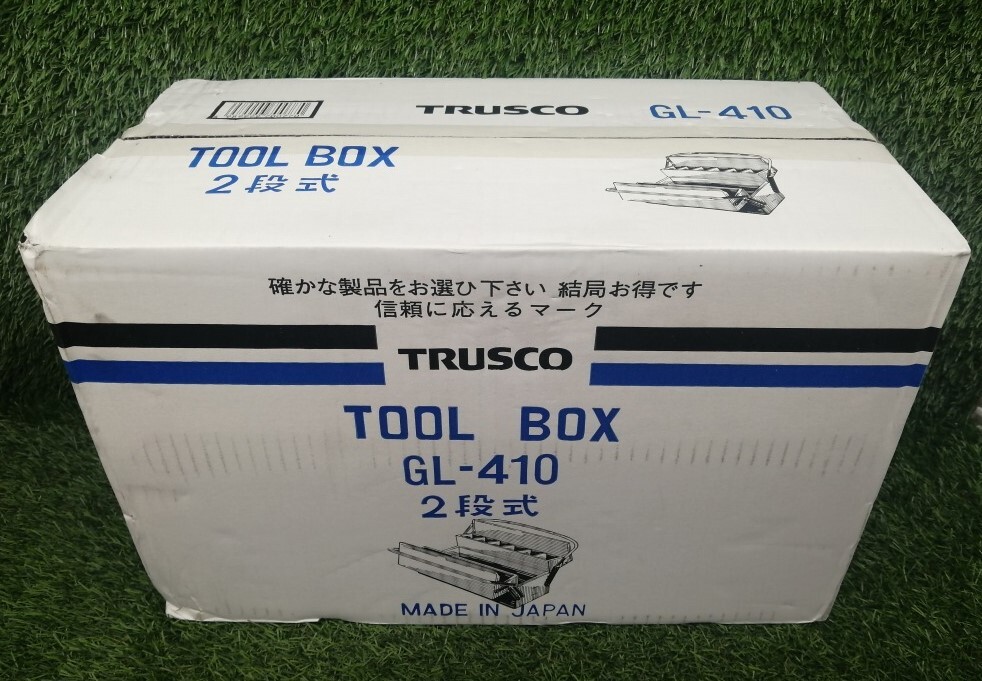 TRUSCO GL-410
TOOL BOX
2段式
確かな製品をお選び下さい 結局お得です
信頼に応えるマーク
TRUSCO
TOOL BOX
GL-410
2段式
MADE IN JAPAN